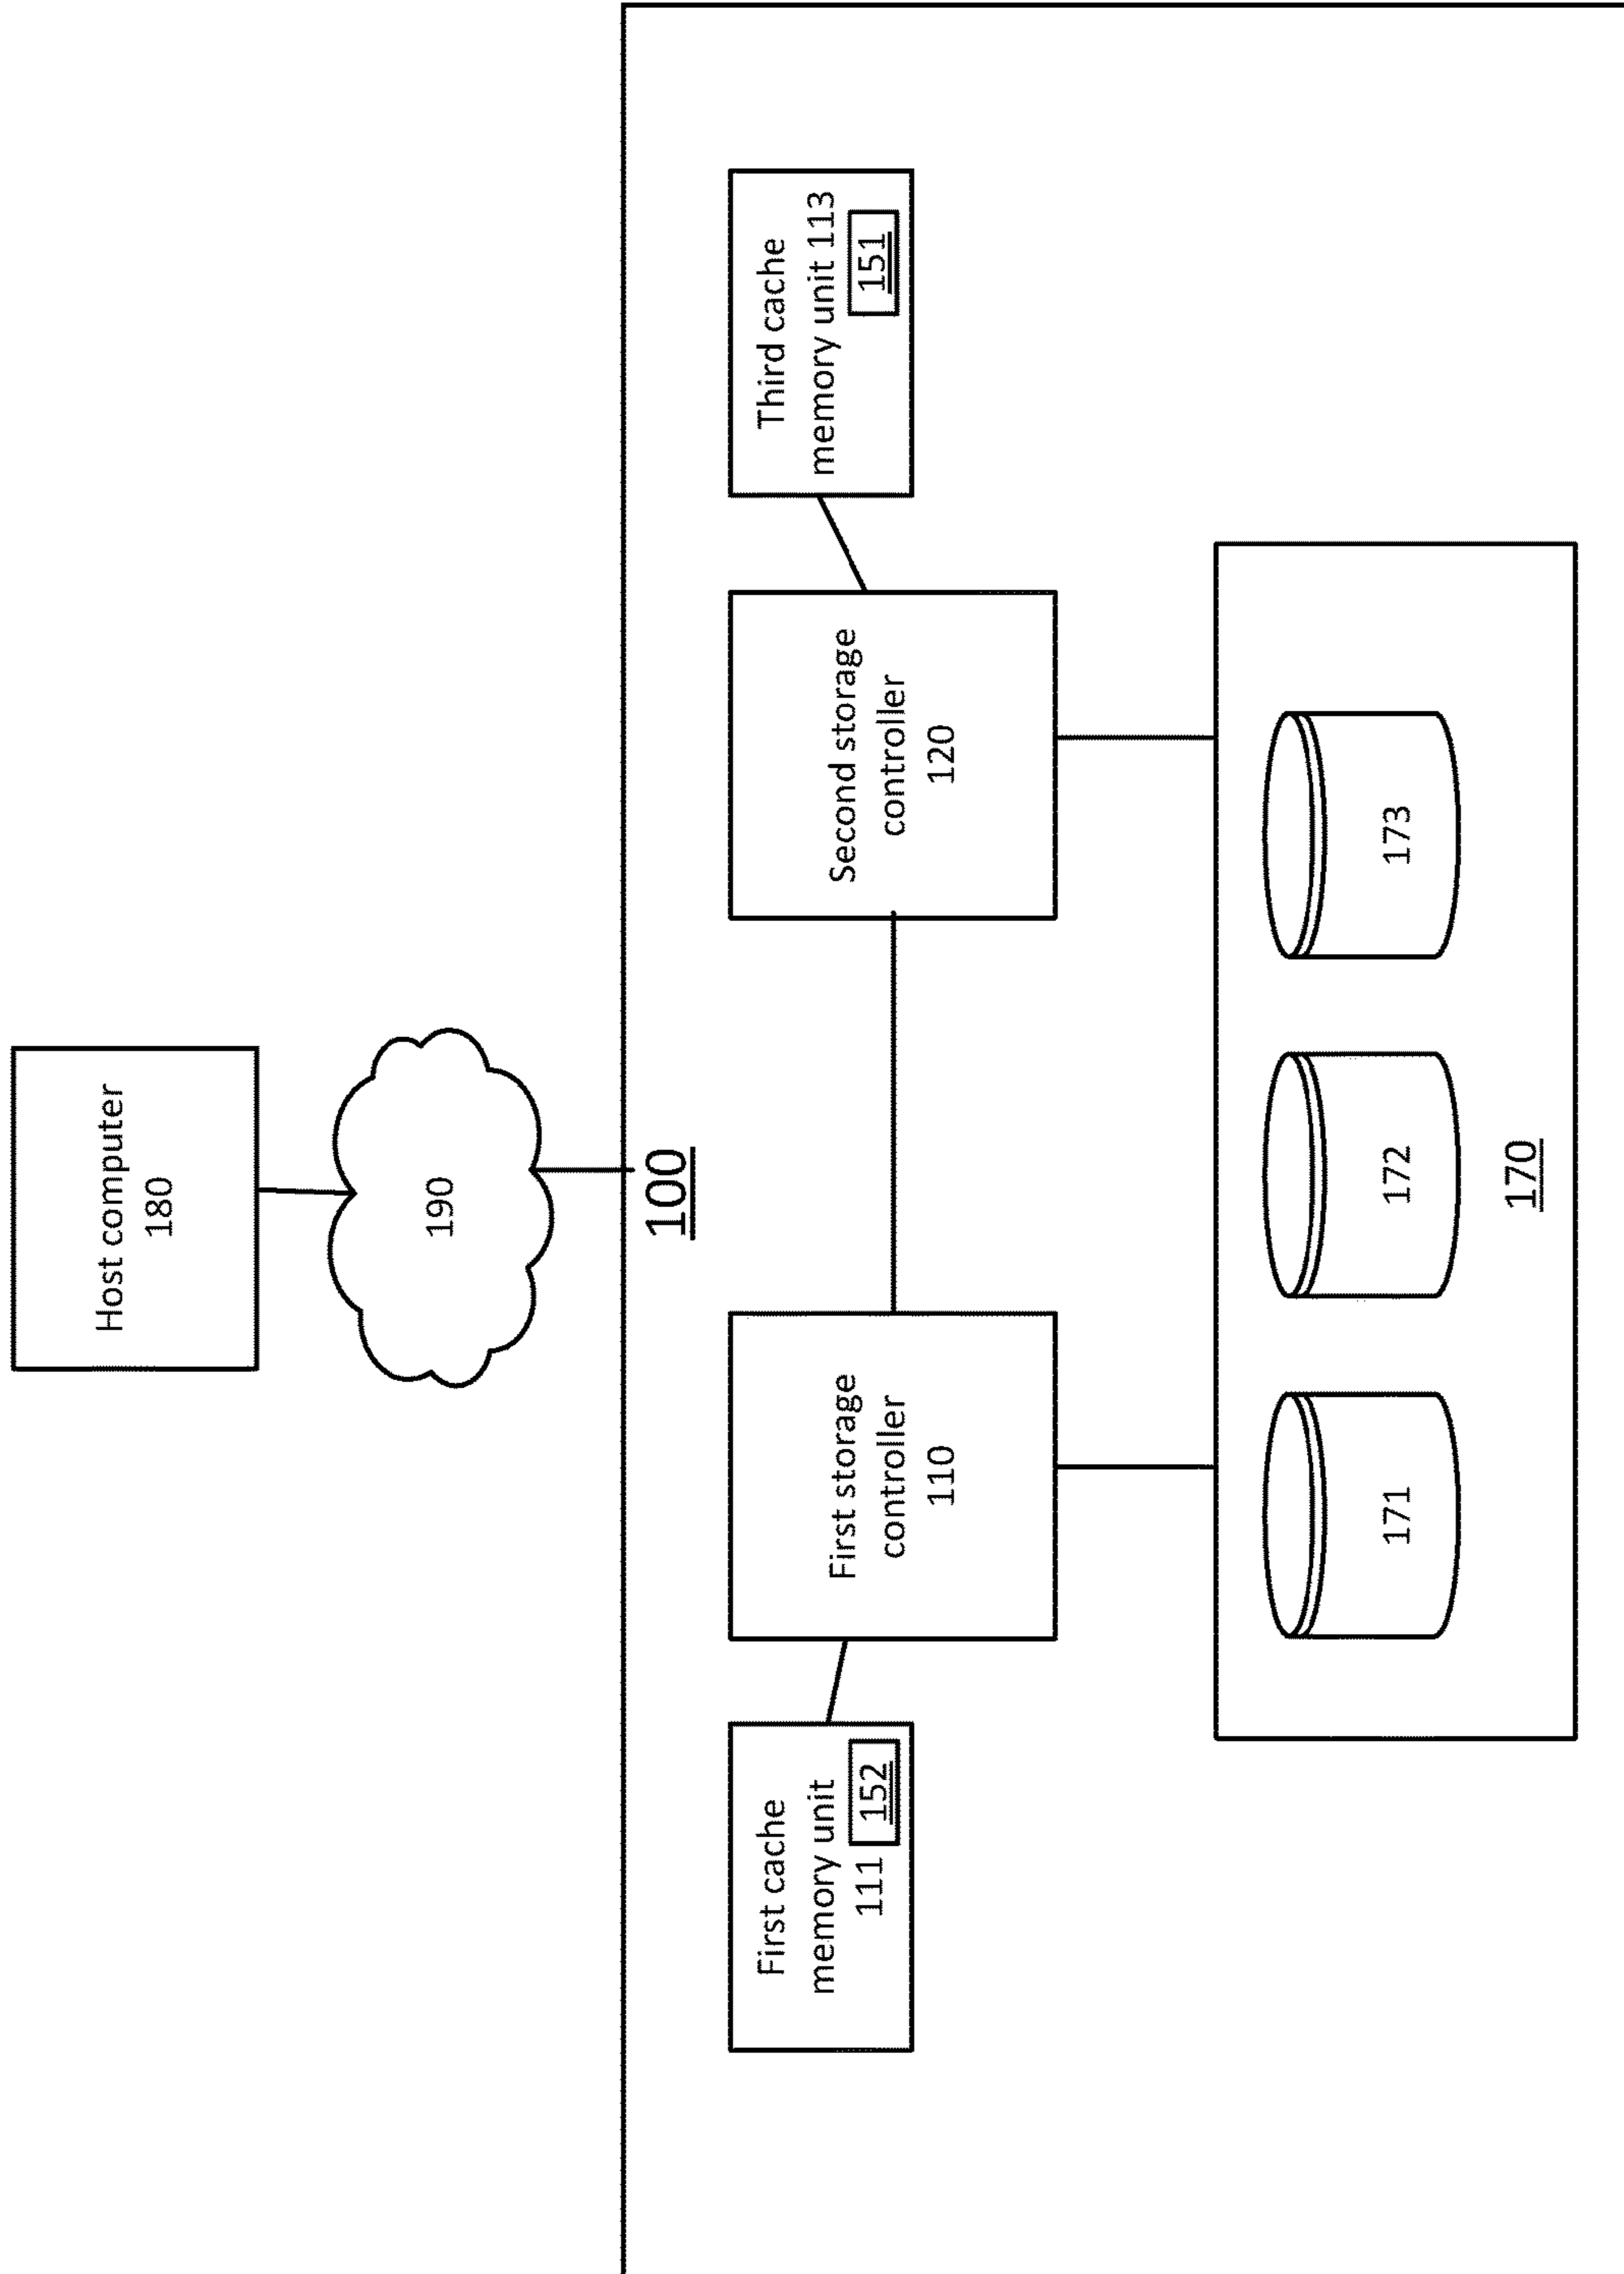 Host computer
180
190
100
First cache
memory unit
111 152
First storage
controller
110
Second storage
controller
120
Third cache
memory unit 113
151
171
172
173
170